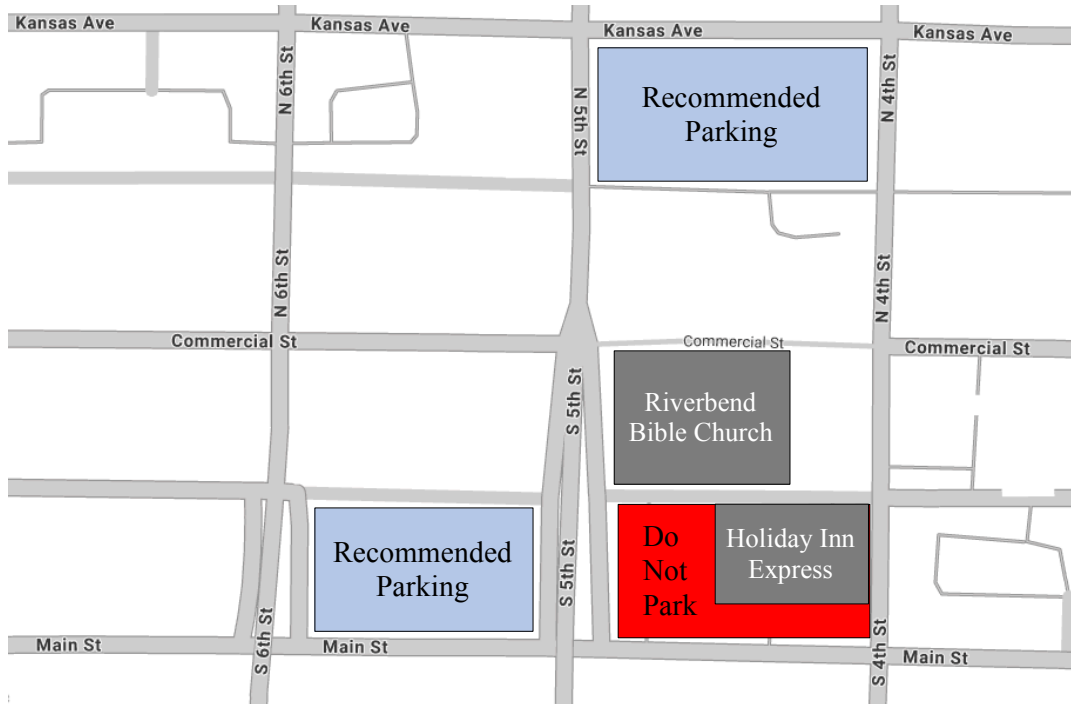 Kansas Ave
Kansas Ave
Kansas Ave
Kansas Ave
N 6th St
N 5th St
N 4th St
Recommended
Parking
N 6th St
N 4th St
Commercial St
Commercial St
Commercial St
S 5th St
Riverbend
Bible Church
Recommended
Parking
S 5th St
Do
Not
Park
Holiday Inn
Express
Main St
S 6th St
Main St
S 4th St
Main St